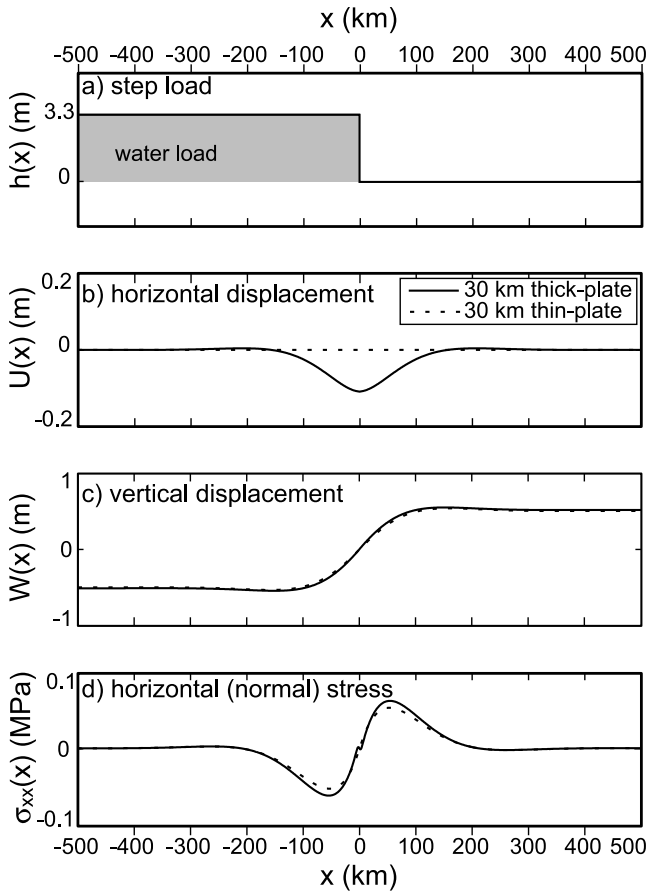 x (km)
-500 -400 -300 -200 -100 0 100 200 300 400 500
a) step load
h(x) (m)
3.3
water load
0
0.2
b) horizontal displacement
30 km thick-plate
30 km thin-plate
U(x) (m)
0
-0.2
1
c) vertical displacement
W(x) (m)
0
-1
0.1
d) horizontal (normal) stress
σxx(x) (MPa)
0
-0.1
-500 -400 -300 -200 -100 0 100 200 300 400 500
x (km)